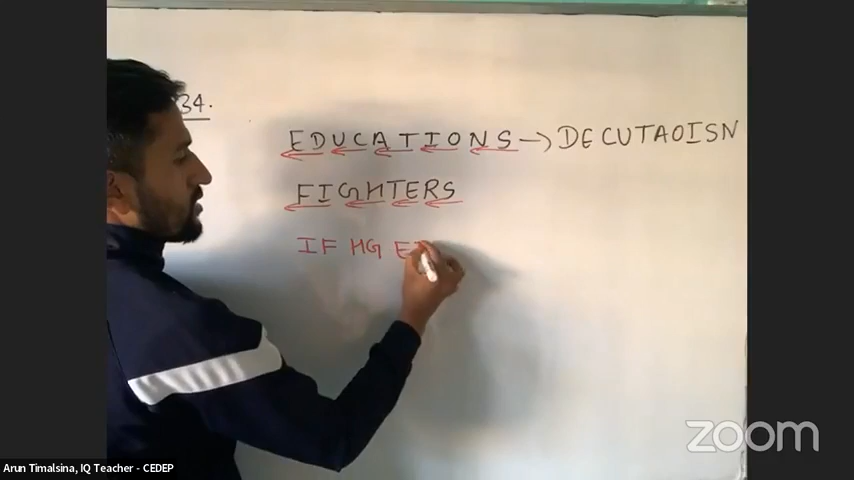 34.
EDUCATIONS → DECUTAOISN
FIGHTERS
IF HG E
zoom
Arun Timalsina, IQ Teacher - CEDEP